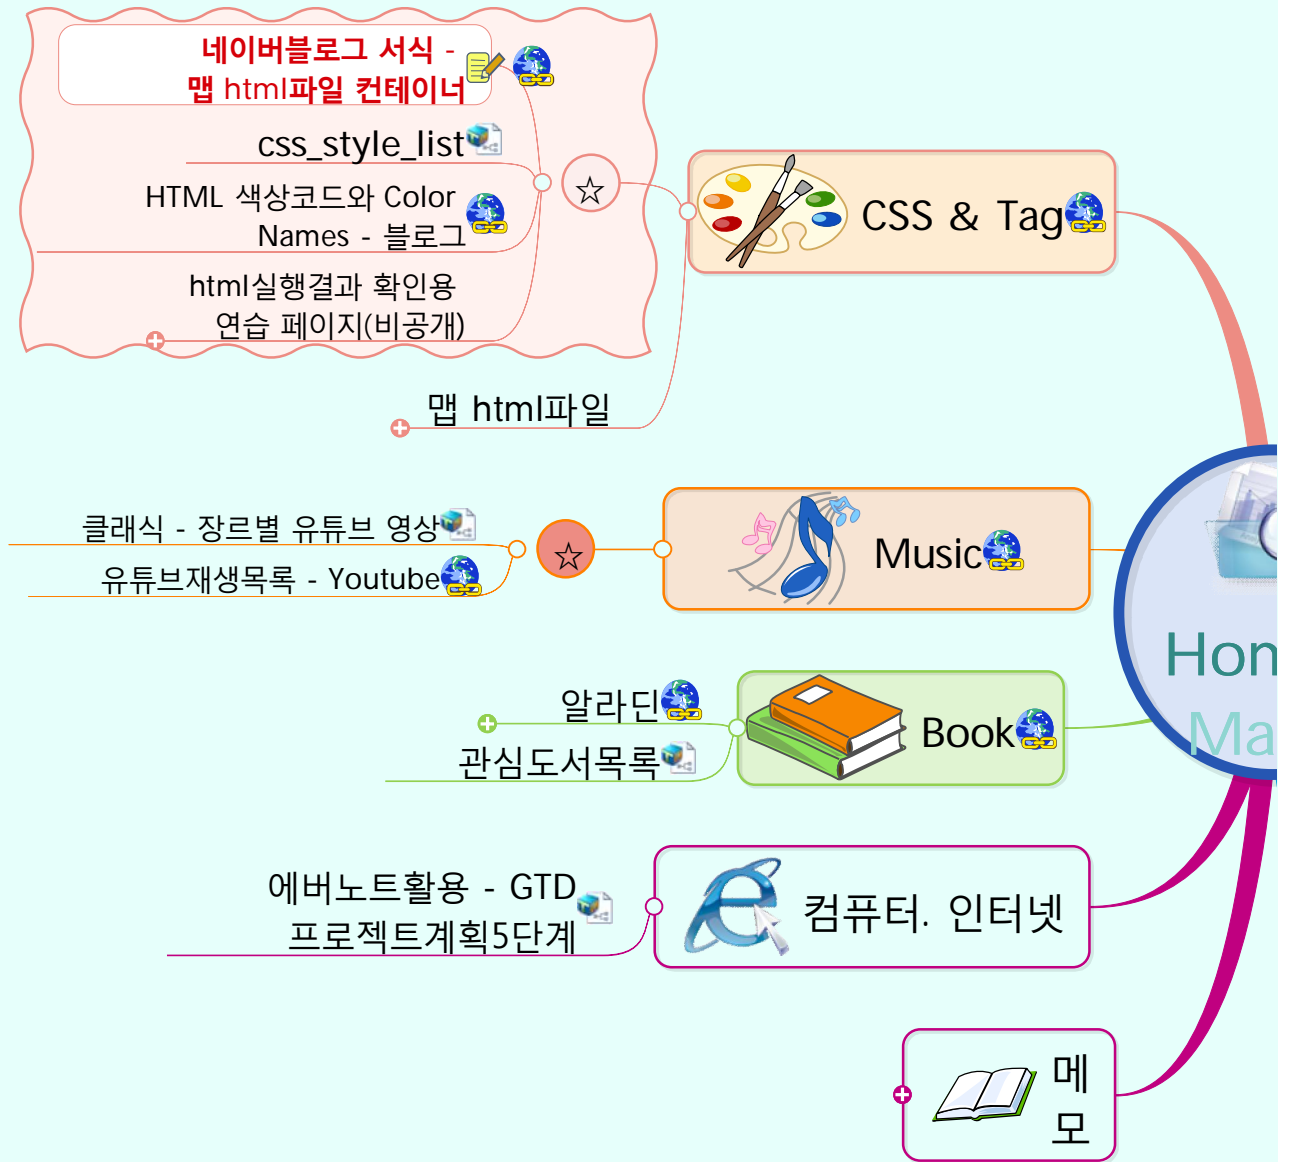 네이버블로그 서식 -
맵 html파일 컨테이너
css_style_list
HTML 색상코드와 Color
Names - 블로그
html실행결과 확인용
연습 페이지(비공개)
☆
맵 html파일
CSS & Tag
클래식 - 장르별 유튜브 영상
유튜브재생목록 - Youtube
☆
Music
알라딘
관심도서목록
Book
에버노트활용 - GTD
프로젝트계획5단계
컴퓨터. 인터넷
메
모
Hom
Ma